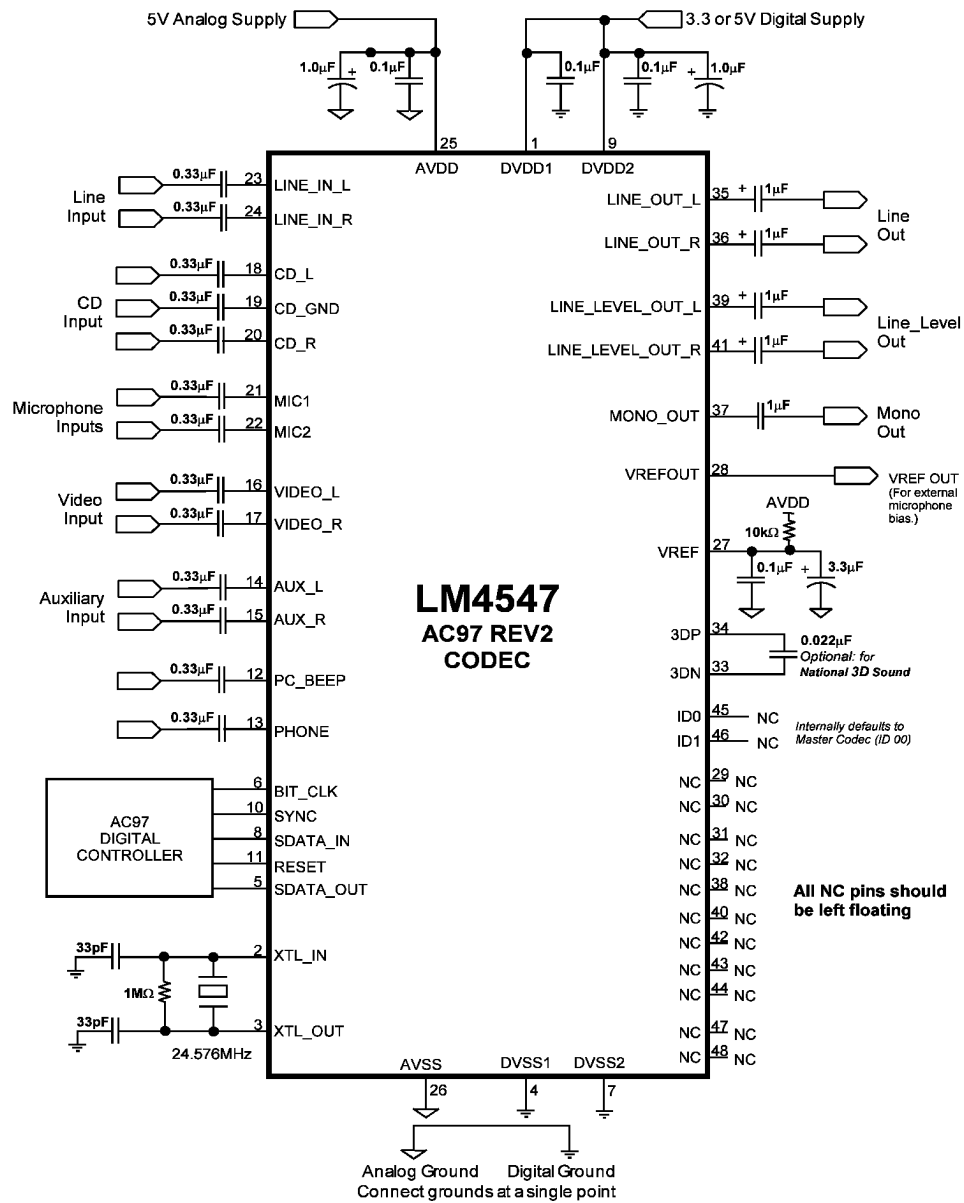 5V Analog Supply
3.3 or 5V Digital Supply
1.0µF + 0.1µF
0.1µF 0.1µF + 1.0µF
25 1 9
AVDD DVDD1 DVDD2
Line
Input
0.33µF 23 LINE_IN_L
0.33µF 24 LINE_IN_R
CD
Input
0.33µF 18 CD_L
0.33µF 19 CD_GND
0.33µF 20 CD_R
Microphone
Inputs
0.33µF 21 MIC1
0.33µF 22 MIC2
Video
Input
0.33µF 16 VIDEO_L
0.33µF 17 VIDEO_R
Auxiliary
Input
0.33µF 14 AUX_L
0.33µF 15 AUX_R
0.33µF 12 PC_BEEP
0.33µF 13 PHONE
AC97
DIGITAL
CONTROLLER
6 BIT_CLK
10 SYNC
8 SDATA_IN
11 RESET
5 SDATA_OUT
33pF 2 XTL_IN
1MΩ
33pF 3 XTL_OUT
24.576MHz
LM4547
AC97 REV2
CODEC
LINE_OUT_L 35 + 1µF
LINE_OUT_R 36 + 1µF
Line
Out
LINE_LEVEL_OUT_L 39 + 1µF
LINE_LEVEL_OUT_R 41 + 1µF
Line_Level
Out
MONO_OUT 37 1µF
Mono
Out
VREFOUT 28
VREF OUT
(For external
microphone
bias.)
AVDD
10kΩ
VREF 27
0.1µF + 3.3µF
3DP 34
3DN 33
0.022µF
Optional: for
National 3D Sound
ID0 45 NC
ID1 46 NC
Internally defaults to
Master Codec (ID 00)
NC 29 NC
NC 30 NC
NC 31 NC
NC 32 NC
NC 38 NC
NC 40 NC
NC 42 NC
NC 43 NC
NC 44 NC
NC 47 NC
NC 48 NC
All NC pins should
be left floating
AVSS DVSS1 DVSS2
26 4 7
Analog Ground Digital Ground
Connect grounds at a single point